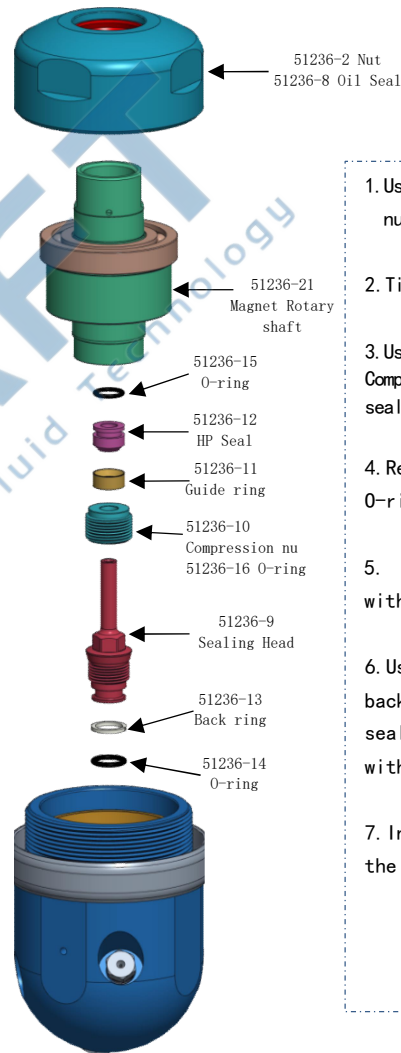 51236-2 Nut
51236-8 Oil Seal
51236-21
Magnet Rotary
shaft
51236-15
O-ring
51236-12
HP Seal
51236-11
Guide ring
51236-10
Compression nu
51236-16 O-ring
51236-9
Sealing Head
51236-13
Back ring
51236-14
O-ring
1. Us
nu
2. Ti
3. Us
Comp
seal
4. Re
O-ri
5.
with
6. Us
back
seal
with
7. In
the
FT
luid Technology